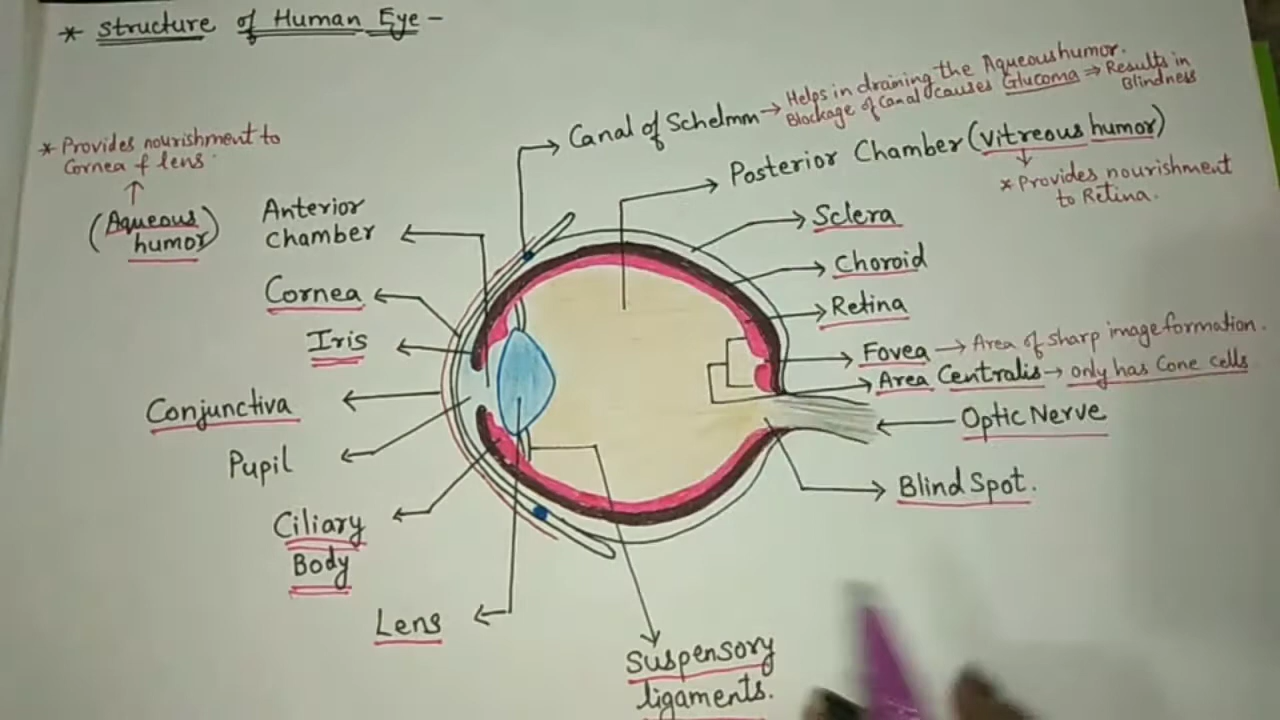 * Structure of Human Eye -
Canal of Schelmm → Helps in draining the Aqueous humor.
Blockage of Canal causes Glucoma ⇒ Results in
Blindness
Posterior Chamber (vitreous humor)
* Provides nourishment
to Retina.
* Provides nourishment to
Cornea & lens.
(Aqueous
humor)
Anterior
chamber
Cornea
Iris
Conjunctiva
Pupil
Ciliary
Body
Lens
Suspensory
ligaments.
Sclera
Choroid
Retina
Fovea → Area of sharp image formation.
Area Centralis → only has Cone cells
Optic Nerve
Blind Spot.